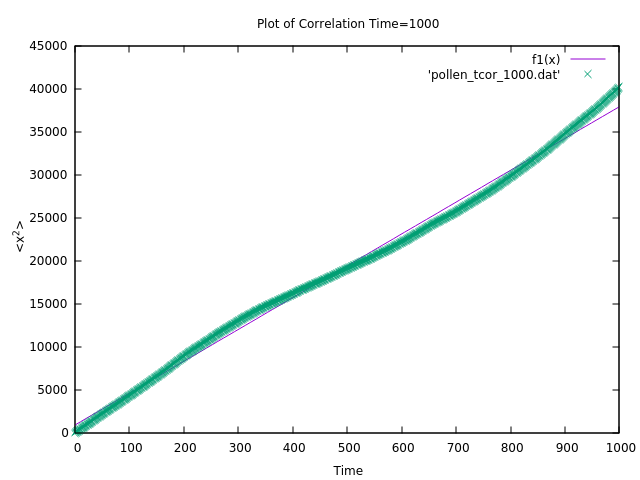 Plot of Correlation Time=1000
45000
40000
35000
30000
25000
20000
15000
10000
5000
0
<x²>
f1(x)
'pollen_tcor_1000.dat'
0 100 200 300 400 500 600 700 800 900 1000
Time